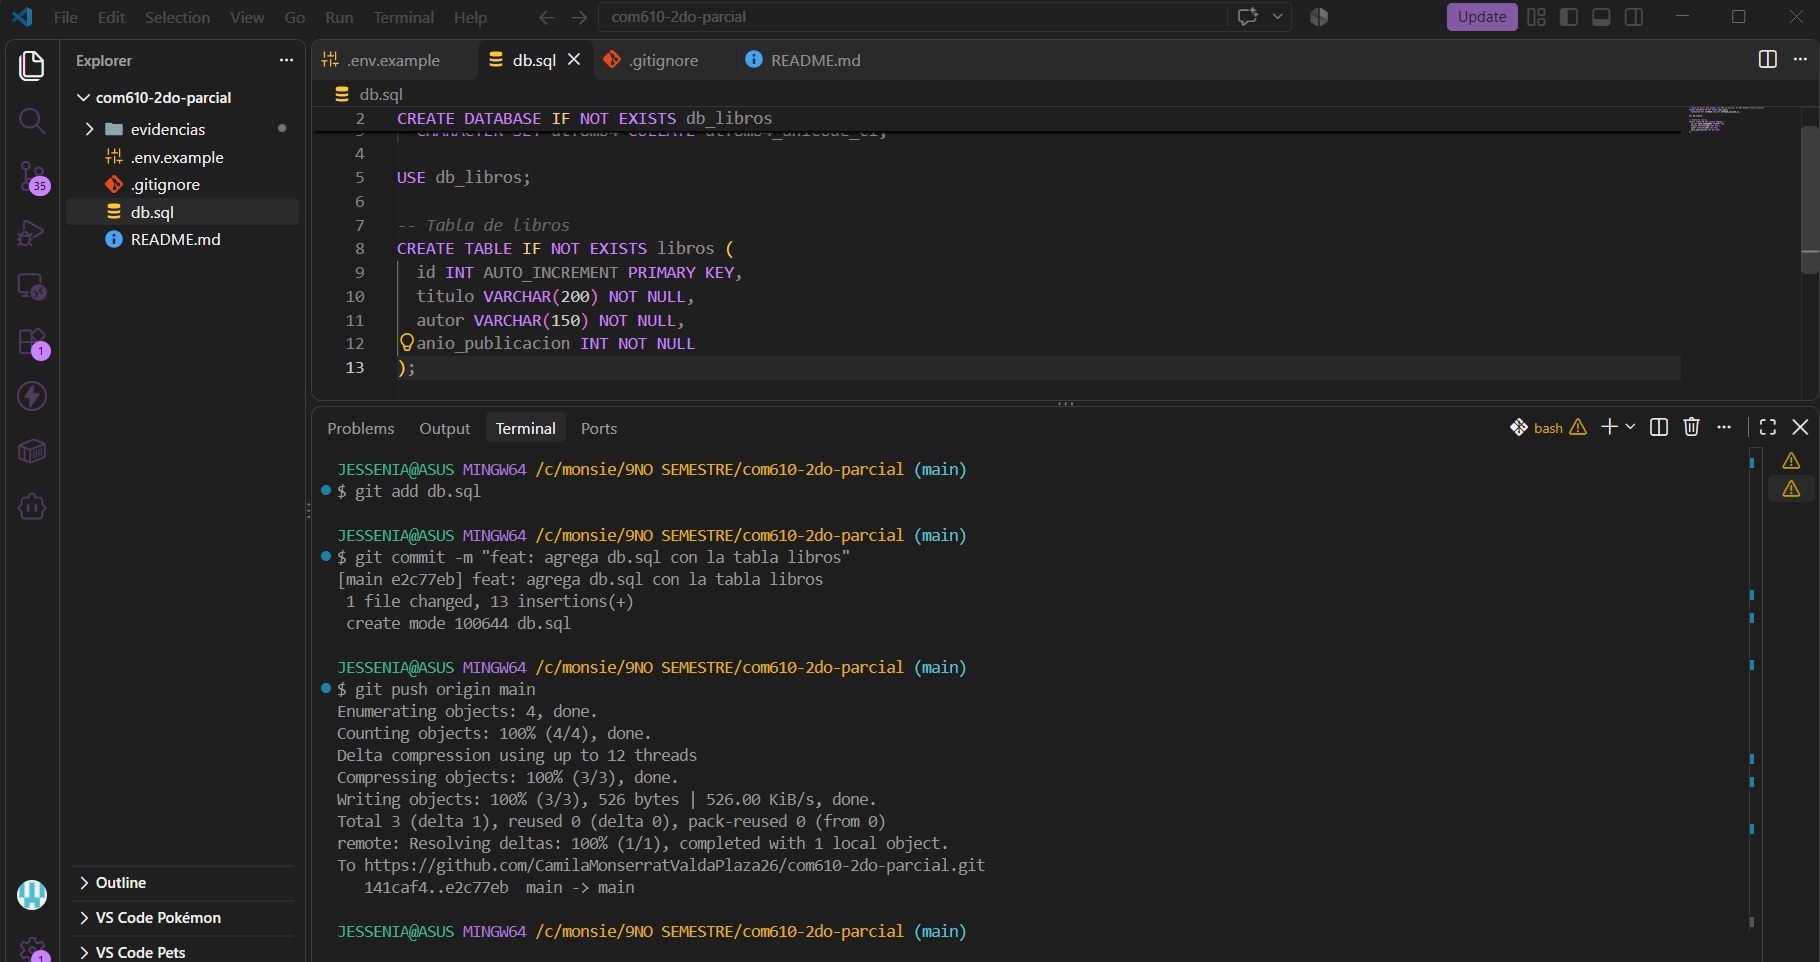 File Edit Selection View Go Run Terminal Help
com610-2do-parcial
Update
Explorer
com610-2do-parcial
evidencias
.env.example
.gitignore
db.sql
README.md
35
1
Outline
VS Code Pokémon
VS Code Pets
1
.env.example
db.sql
.gitignore
README.md
db.sql
2 CREATE DATABASE IF NOT EXISTS db_libros
3 CHARACTER SET utf8mb4 COLLATE utf8mb4_unicode_ci;
4
5 USE db_libros;
6
7 -- Tabla de libros
8 CREATE TABLE IF NOT EXISTS libros (
9 id INT AUTO_INCREMENT PRIMARY KEY,
10 titulo VARCHAR(200) NOT NULL,
11 autor VARCHAR(150) NOT NULL,
12 anio_publicacion INT NOT NULL
13 );
Problems Output Terminal Ports
bash
JESSENIA@ASUS MINGW64 /c/monsie/9NO SEMESTRE/com610-2do-parcial (main)
$ git add db.sql
JESSENIA@ASUS MINGW64 /c/monsie/9NO SEMESTRE/com610-2do-parcial (main)
$ git commit -m "feat: agrega db.sql con la tabla libros"
[main e2c77eb] feat: agrega db.sql con la tabla libros
1 file changed, 13 insertions(+)
create mode 100644 db.sql
JESSENIA@ASUS MINGW64 /c/monsie/9NO SEMESTRE/com610-2do-parcial (main)
$ git push origin main
Enumerating objects: 4, done.
Counting objects: 100% (4/4), done.
Delta compression using up to 12 threads
Compressing objects: 100% (3/3), done.
Writing objects: 100% (3/3), 526 bytes | 526.00 KiB/s, done.
Total 3 (delta 1), reused 0 (delta 0), pack-reused 0 (from 0)
remote: Resolving deltas: 100% (1/1), completed with 1 local object.
To https://github.com/CamilaMonserratValdaPlaza26/com610-2do-parcial.git
141caf4..e2c77eb main -> main
JESSENIA@ASUS MINGW64 /c/monsie/9NO SEMESTRE/com610-2do-parcial (main)